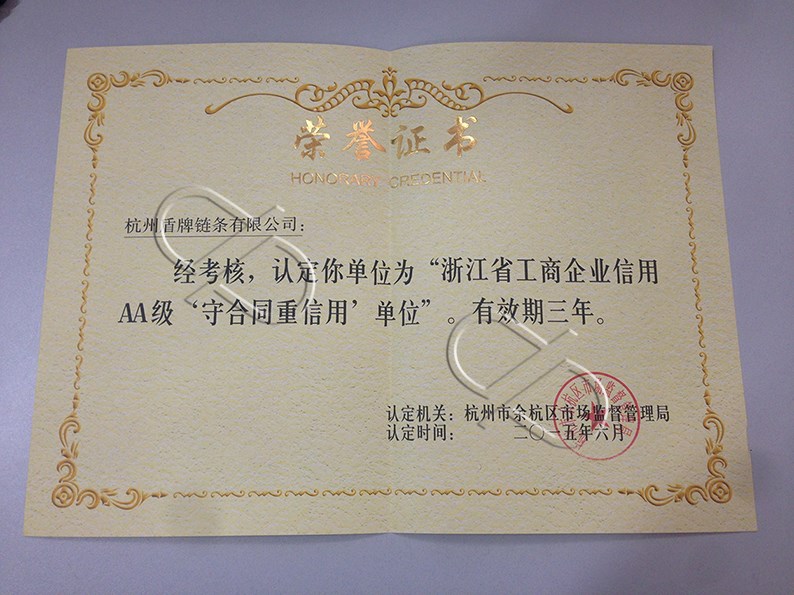 荣誉证书
HONORARY CREDENTIAL
杭州盾牌链条有限公司：
经考核，认定你单位为“浙江省工商企业信用
AA级‘守合同重信用’单位”。有效期三年。
认定机关：杭州市余杭区市场监督管理局
认定时间： 二〇一五年六月